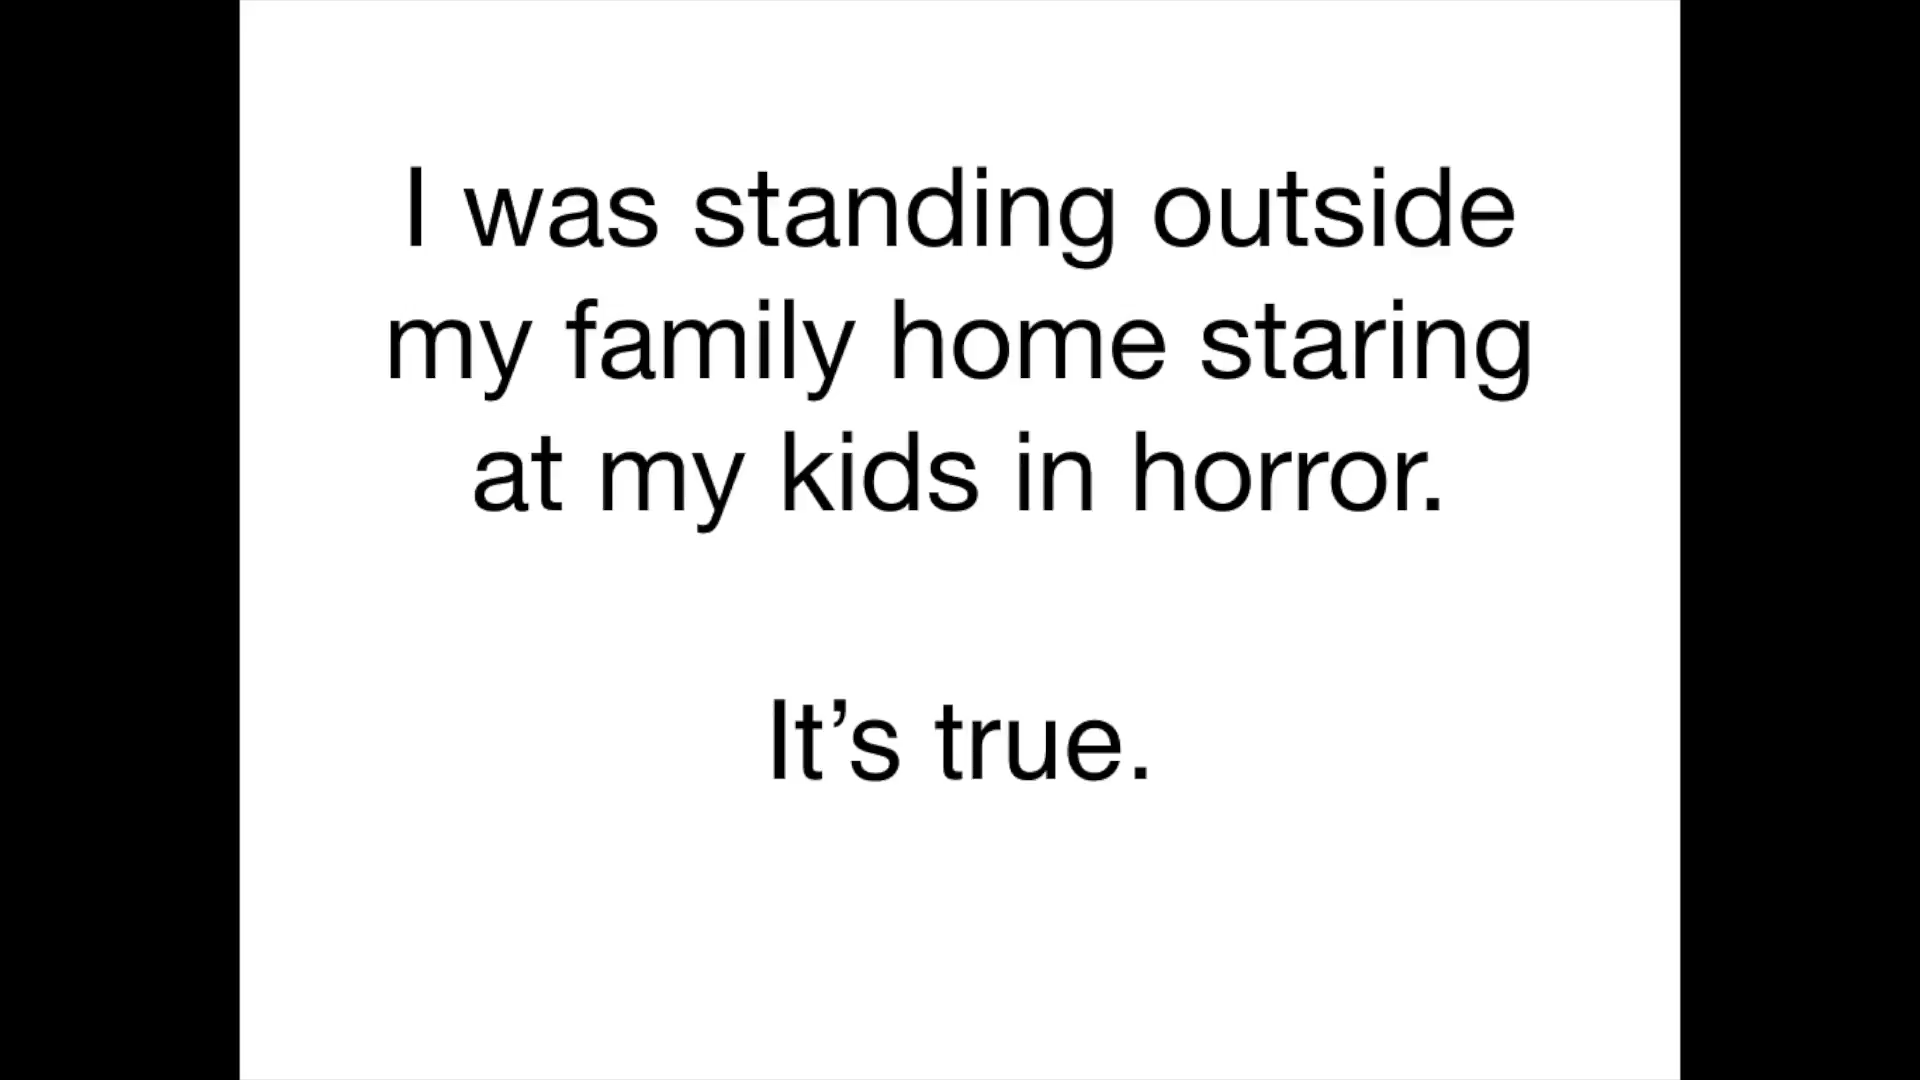 I was standing outside
my family home staring
at my kids in horror.
It’s true.